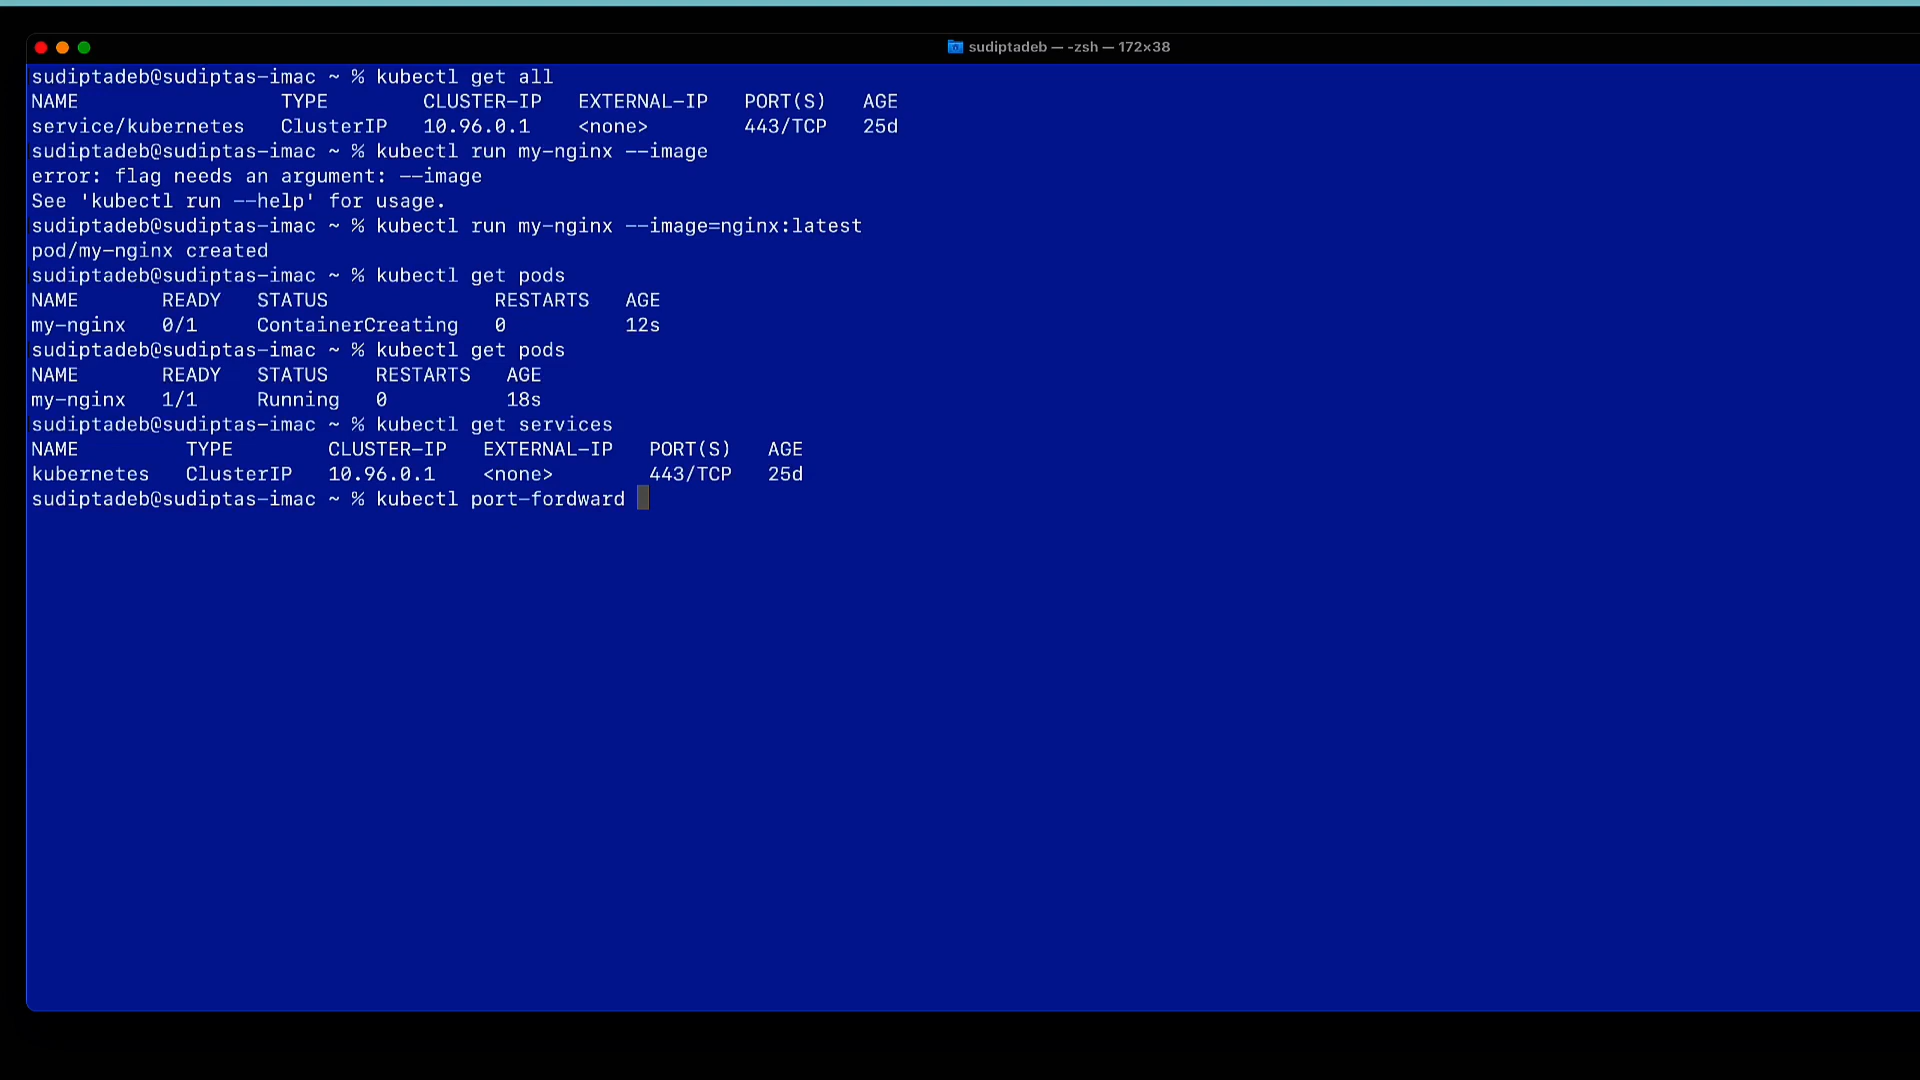 sudiptadeb — -zsh — 172×38
sudiptadeb@sudiptas-imac ~ % kubectl get all
NAME                 TYPE        CLUSTER-IP   EXTERNAL-IP   PORT(S)   AGE
service/kubernetes   ClusterIP   10.96.0.1    <none>        443/TCP   25d
sudiptadeb@sudiptas-imac ~ % kubectl run my-nginx --image
error: flag needs an argument: --image
See 'kubectl run --help' for usage.
sudiptadeb@sudiptas-imac ~ % kubectl run my-nginx --image=nginx:latest
pod/my-nginx created
sudiptadeb@sudiptas-imac ~ % kubectl get pods
NAME       READY   STATUS              RESTARTS   AGE
my-nginx   0/1     ContainerCreating   0          12s
sudiptadeb@sudiptas-imac ~ % kubectl get pods
NAME       READY   STATUS    RESTARTS   AGE
my-nginx   1/1     Running   0          18s
sudiptadeb@sudiptas-imac ~ % kubectl get services
NAME         TYPE        CLUSTER-IP   EXTERNAL-IP   PORT(S)   AGE
kubernetes   ClusterIP   10.96.0.1    <none>        443/TCP   25d
sudiptadeb@sudiptas-imac ~ % kubectl port-fordward